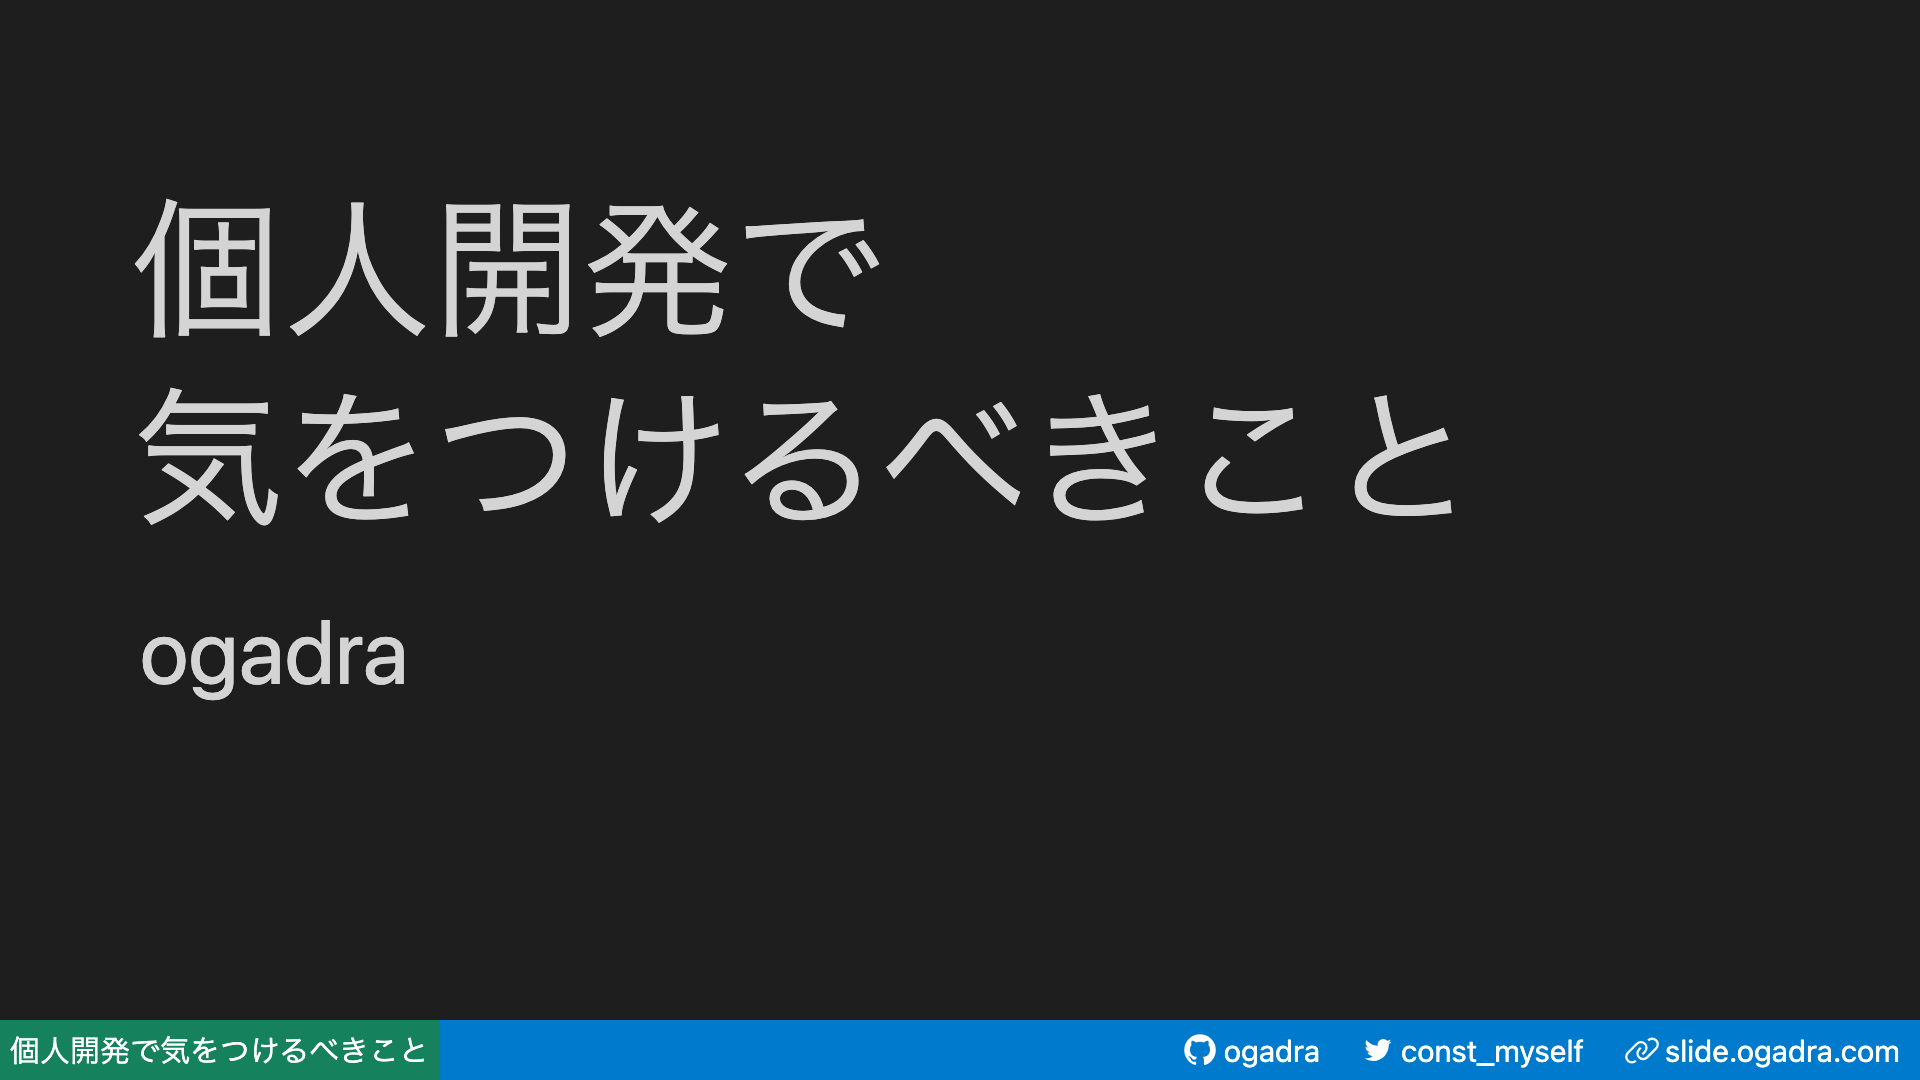 個人開発で
気をつけるべきこと
ogadra
個人開発で気をつけるべきこと
ogadra
const_myself
slide.ogadra.com